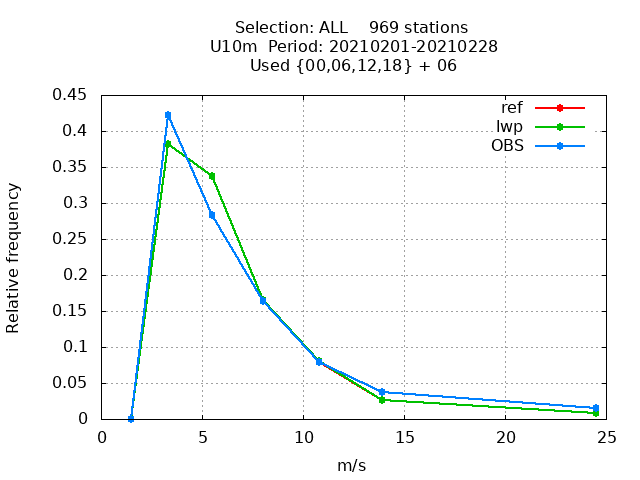 Selection: ALL    969 stations
U10m  Period: 20210201-20210228
Used {00,06,12,18} + 06
ref
lwp
OBS
Relative frequency
0.45
0.4
0.35
0.3
0.25
0.2
0.15
0.1
0.05
0
0 5 10 15 20 25
m/s